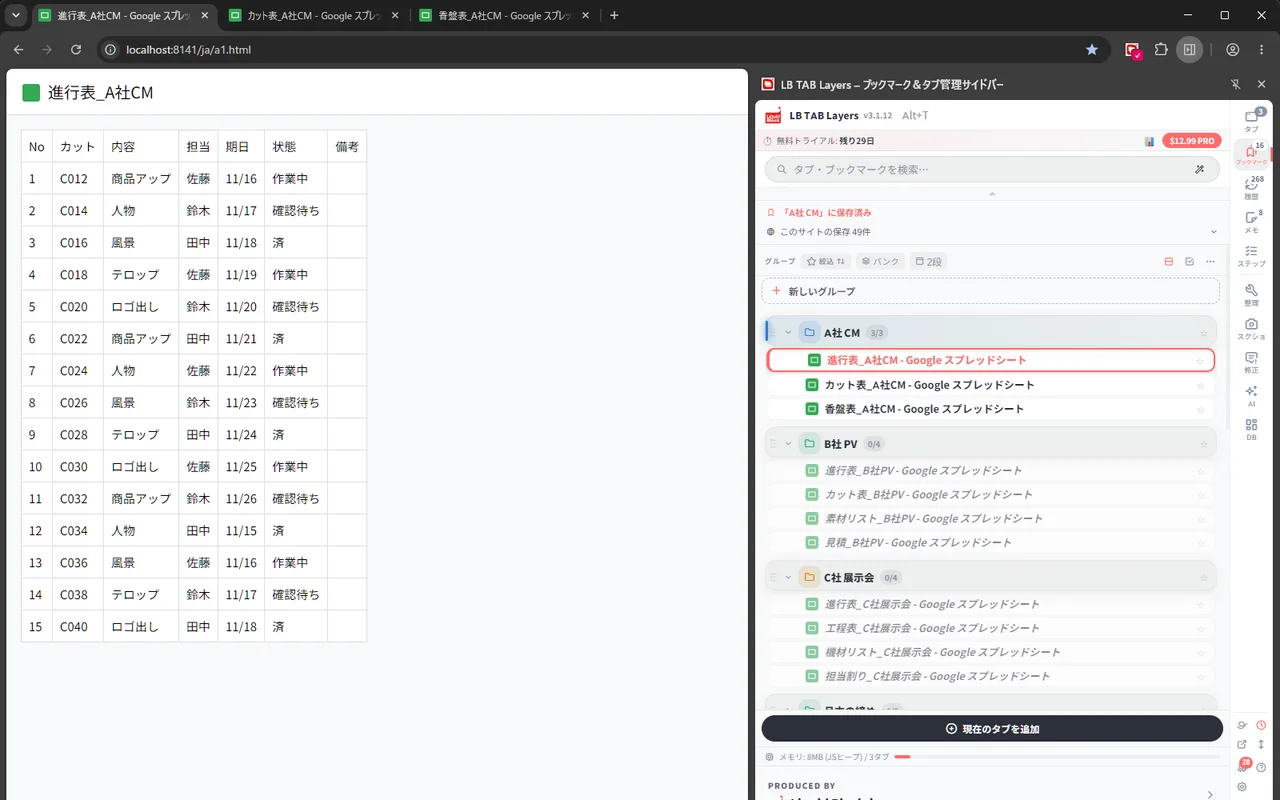 進行表_A社CM - Google スプレッ
カット表_A社CM - Google スプレッ
香盤表_A社CM - Google スプレッ
localhost:8141/ja/a1.html
進行表_A社CM
No カット 内容 担当 期日 状態 備考
1 C012 商品アップ 佐藤 11/16 作業中
2 C014 人物 鈴木 11/17 確認待ち
3 C016 風景 田中 11/18 済
4 C018 テロップ 佐藤 11/19 作業中
5 C020 ロゴ出し 鈴木 11/20 確認待ち
6 C022 商品アップ 田中 11/21 済
7 C024 人物 佐藤 11/22 作業中
8 C026 風景 鈴木 11/23 確認待ち
9 C028 テロップ 田中 11/24 済
10 C030 ロゴ出し 佐藤 11/25 作業中
11 C032 商品アップ 鈴木 11/26 確認待ち
12 C034 人物 田中 11/15 済
13 C036 風景 佐藤 11/16 作業中
14 C038 テロップ 鈴木 11/17 確認待ち
15 C040 ロゴ出し 田中 11/18 済
LB TAB Layers – ブックマーク＆タブ管理サイドバー
LB TAB Layers v3.1.12 Alt+T
無料トライアル: 残り29日
$12.99 PRO
タブ・ブックマークを検索…
「A社 CM」に保存済み
このサイトの保存 49件
グループ 絞込 ↑↓ バンク 2段
+ 新しいグループ
A社 CM 3/3
進行表_A社CM - Google スプレッドシート
カット表_A社CM - Google スプレッドシート
香盤表_A社CM - Google スプレッドシート
B社 PV 0/4
進行表_B社PV - Google スプレッドシート
カット表_B社PV - Google スプレッドシート
素材リスト_B社PV - Google スプレッドシート
見積_B社PV - Google スプレッドシート
C社 展示会 0/4
進行表_C社展示会 - Google スプレッドシート
工程表_C社展示会 - Google スプレッドシート
機材リスト_C社展示会 - Google スプレッドシート
担当割り_C社展示会 - Google スプレッドシート
現在のタブを追加
メモリ: 8MB (JSヒープ) / 3タブ
PRODUCED BY
3
タブ
16
ブックマーク
268
履歴
8
メモ
ステップ
整理
スクショ
修正
AI
DB
28